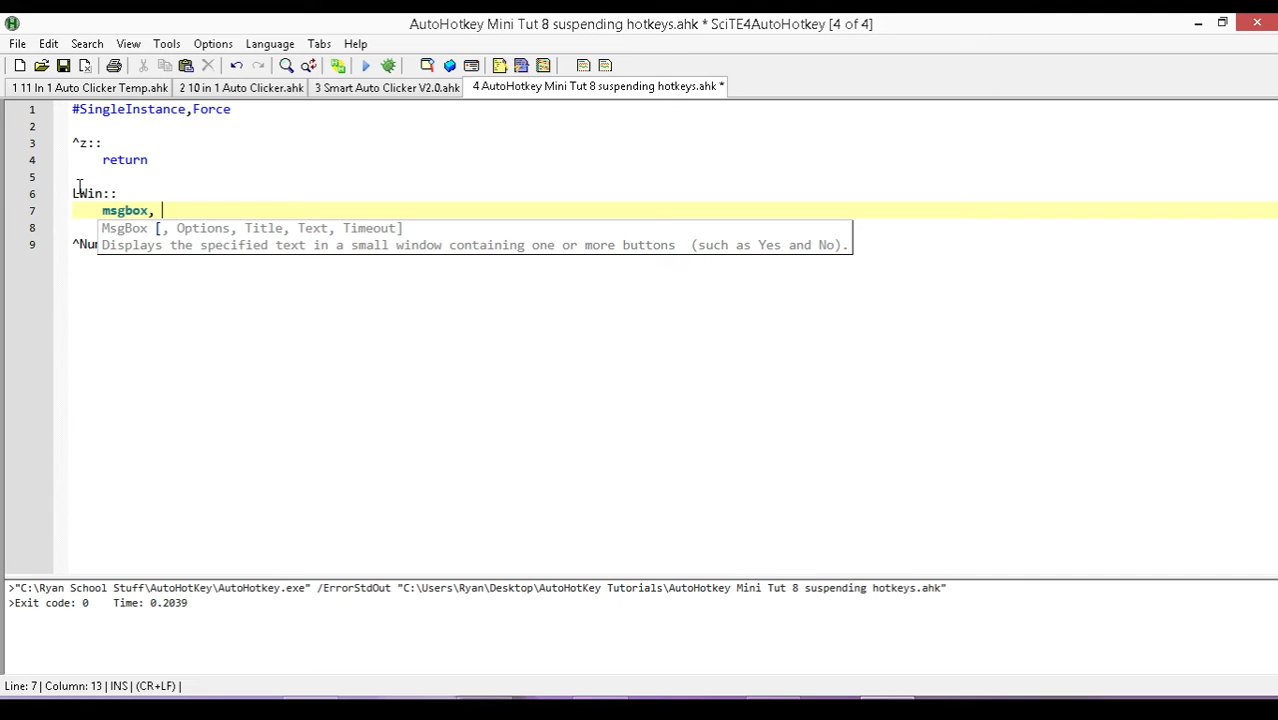 AutoHotkey Mini Tut 8 suspending hotkeys.ahk * SciTE4AutoHotkey [4 of 4]
File Edit Search View Tools Options Language Tabs Help
1 11 In 1 Auto Clicker Temp.ahk 2 10 in 1 Auto Clicker.ahk 3 Smart Auto Clicker V2.0.ahk 4 AutoHotkey Mini Tut 8 suspending hotkeys.ahk *
1 #SingleInstance,Force
2
3 ^z::
4 return
5
6 LWin::
7 msgbox,
8 MsgBox [, Options, Title, Text, Timeout]
9 ^Num Displays the specified text in a small window containing one or more buttons (such as Yes and No).
>"C:\Ryan School Stuff\AutoHotKey\AutoHotkey.exe" /ErrorStdOut "C:\Users\Ryan\Desktop\AutoHotKey Tutorials\AutoHotkey Mini Tut 8 suspending hotkeys.ahk"
>Exit code: 0 Time: 0.2039
Line: 7 | Column: 13 | INS | (CR+LF) |